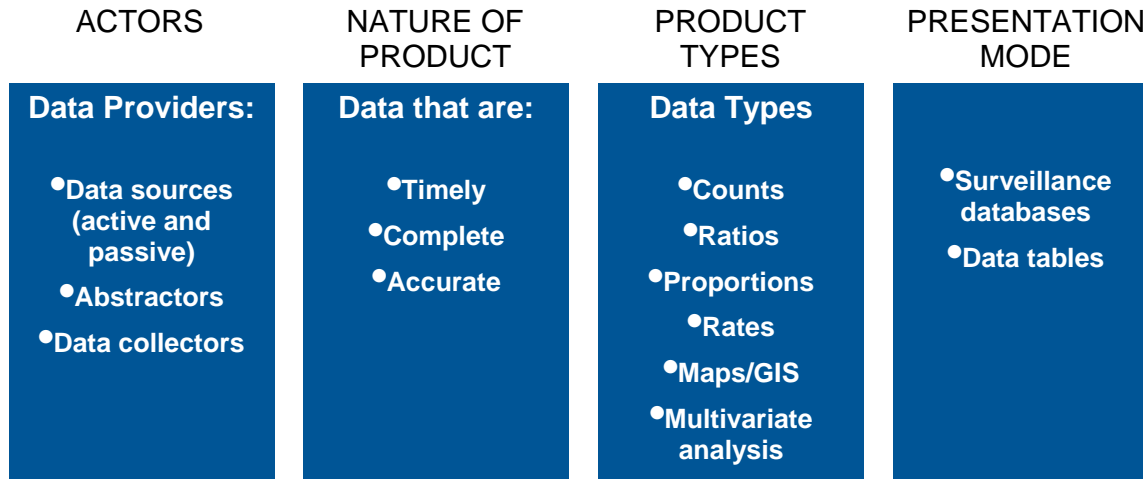 ACTORS
NATURE OF
PRODUCT
PRODUCT
TYPES
PRESENTATION
MODE
Data Providers:
•Data sources
(active and
passive)
•Abstractors
•Data collectors
Data that are:
•Timely
•Complete
•Accurate
Data Types
•Counts
•Ratios
•Proportions
•Rates
•Maps/GIS
•Multivariate
analysis
•Surveillance
databases
•Data tables